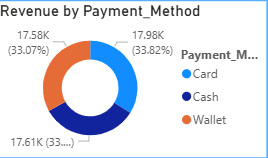 Revenue by Payment_Method
17.58K
(33.07%)
17.98K
(33.82%)
Payment_M...
Card
Cash
Wallet
17.61K (33....)